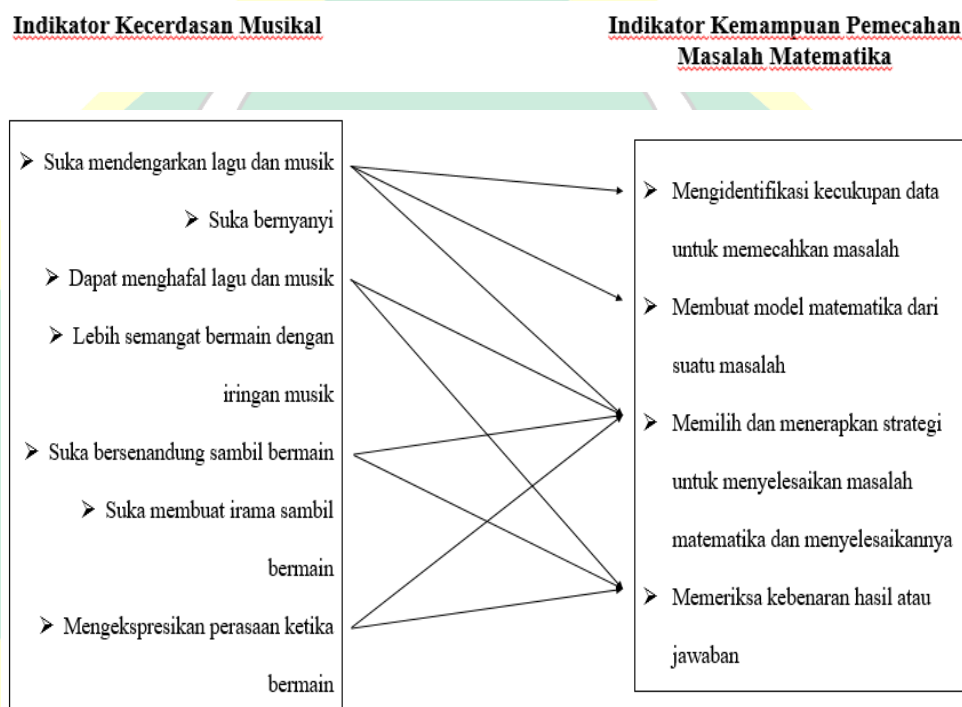 Indikator Kecerdasan Musikal
Indikator Kemampuan Pemecahan
Masalah Matematika
➤ Suka mendengarkan lagu dan musik
➤ Suka bernyanyi
➤ Dapat menghafal lagu dan musik
➤ Lebih semangat bermain dengan
iringan musik
➤ Suka bersenandung sambil bermain
➤ Suka membuat irama sambil
bermain
➤ Mengekspresikan perasaan ketika
bermain
➤ Mengidentifikasi kecukupan data
untuk memecahkan masalah
➤ Membuat model matematika dari
suatu masalah
➤ Memilih dan menerapkan strategi
untuk menyelesaikan masalah
matematika dan menyelesaikannya
➤ Memeriksa kebenaran hasil atau
jawaban